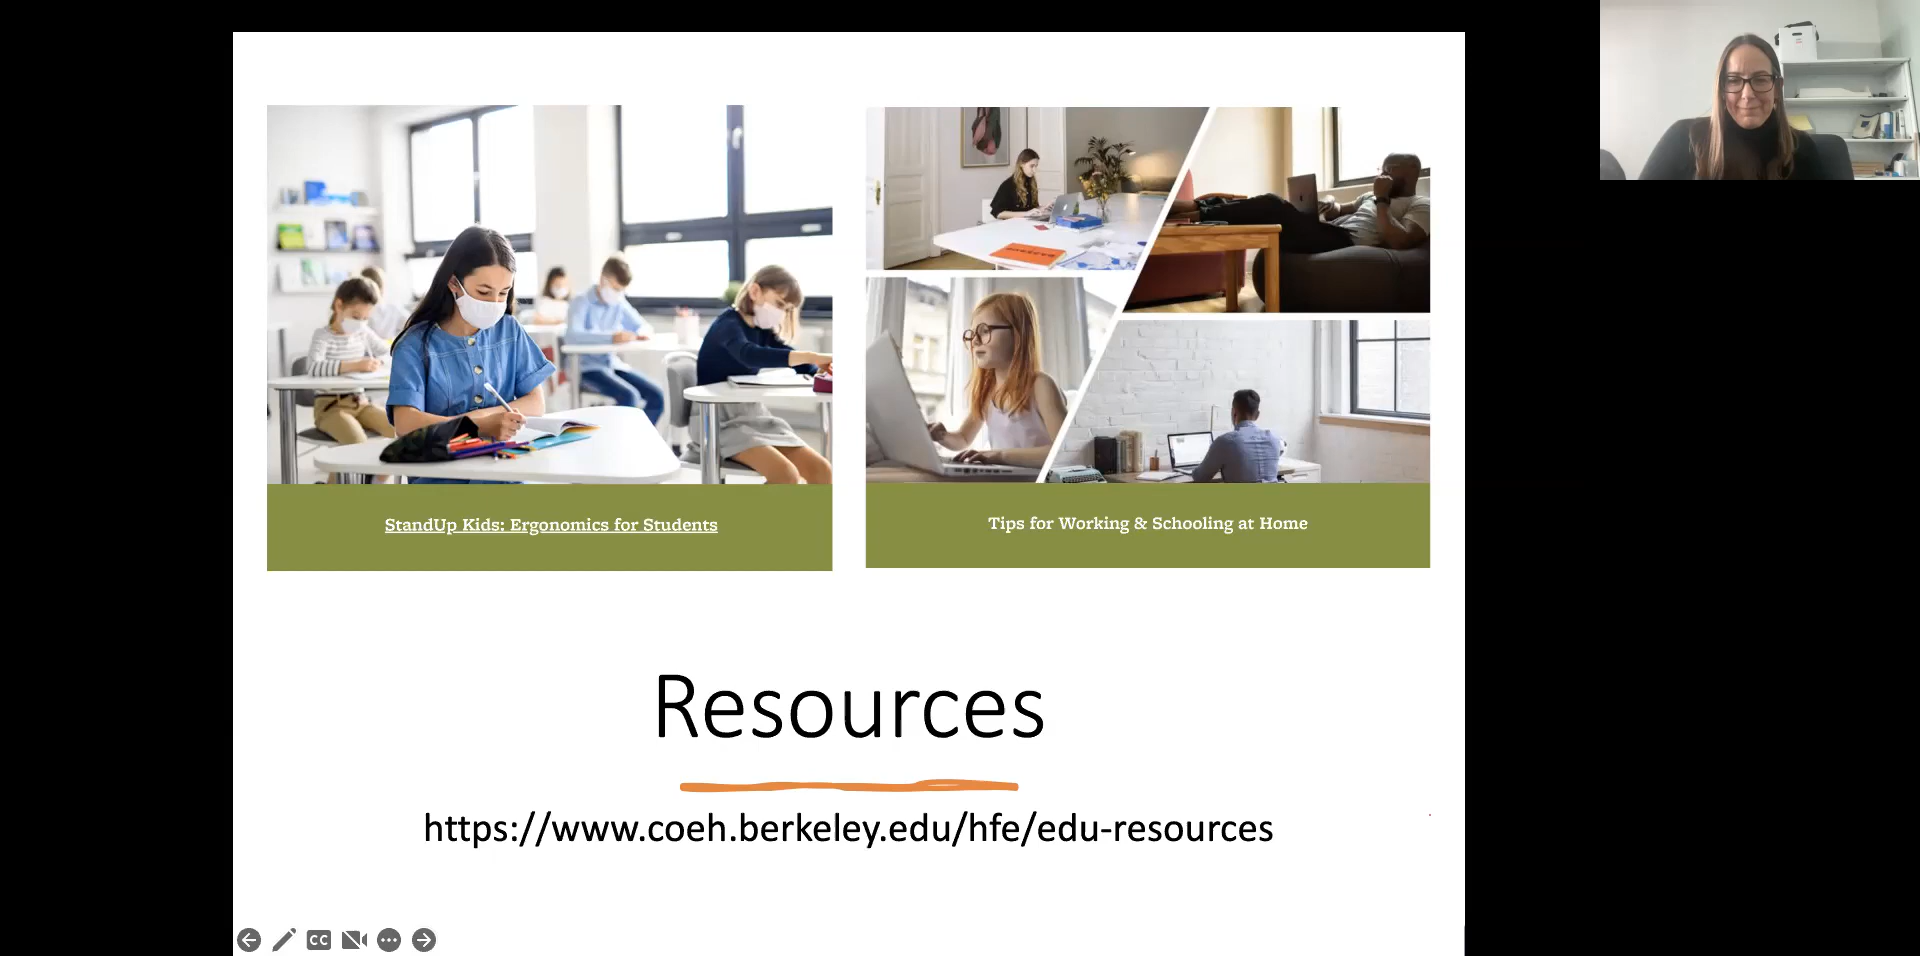 StandUp Kids: Ergonomics for Students
Tips for Working & Schooling at Home
Resources
https://www.coeh.berkeley.edu/hfe/edu-resources
CC